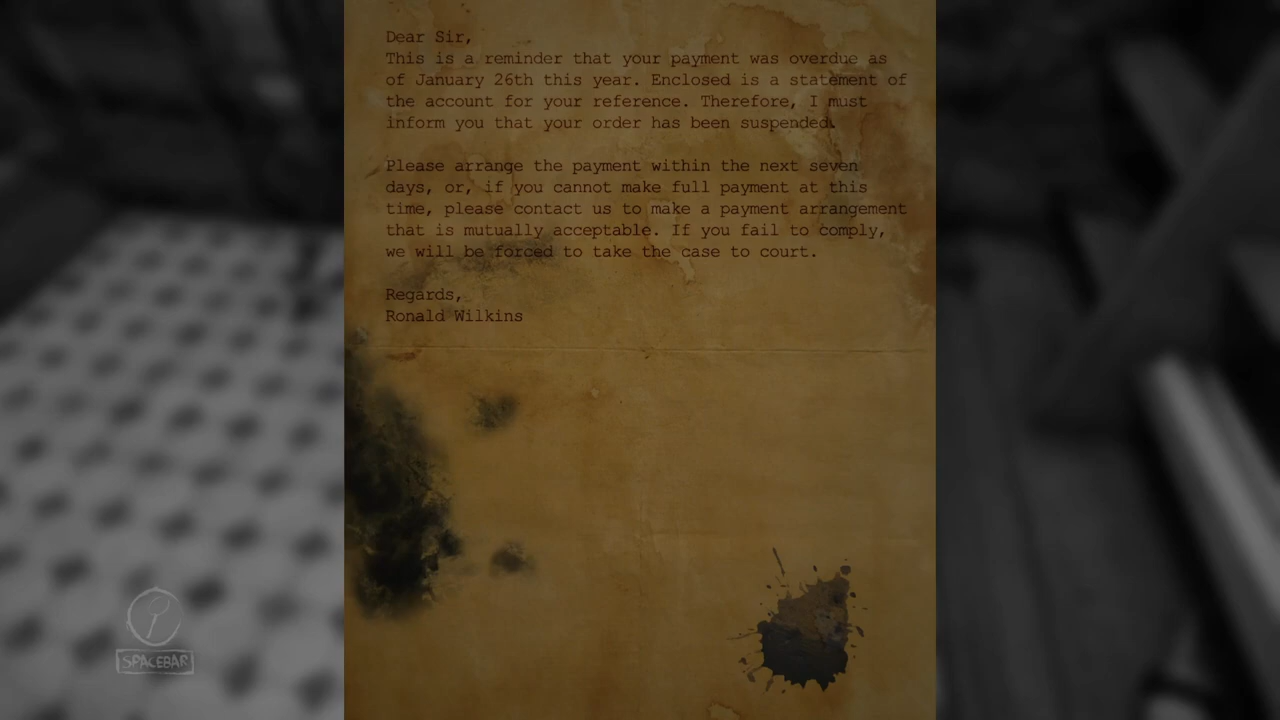 Dear Sir,
This is a reminder that your payment was overdue as
of January 26th this year. Enclosed is a statement of
the account for your reference. Therefore, I must
inform you that your order has been suspended.
Please arrange the payment within the next seven
days, or, if you cannot make full payment at this
time, please contact us to make a payment arrangement
that is mutually acceptable. If you fail to comply,
we will be forced to take the case to court.
Regards,
Ronald Wilkins
SPACEBAR